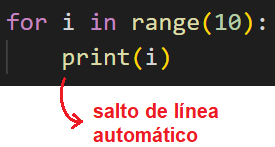 for i in range(10):
    print(i)
salto de línea
automático